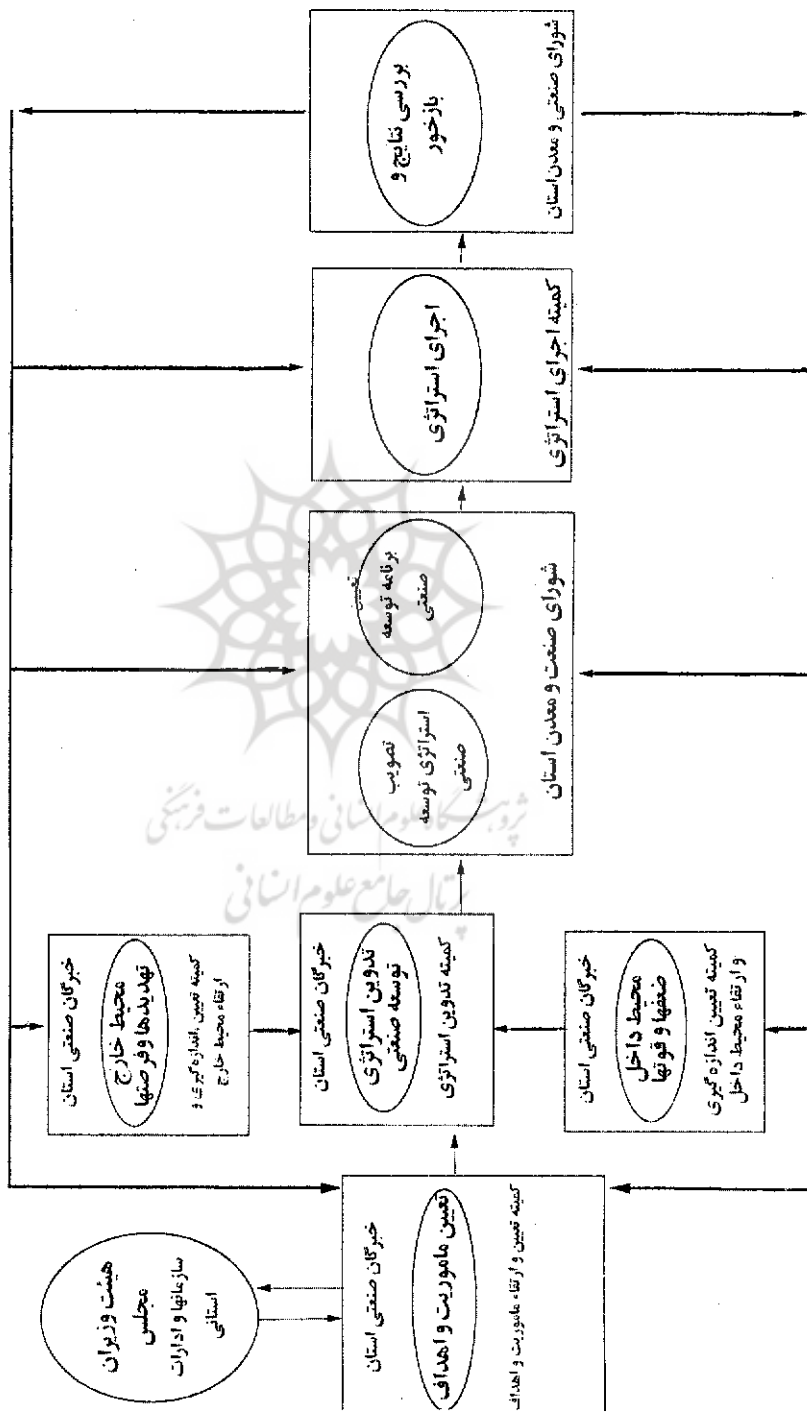 هیئت وزیران
مجلس
سازمانها و ادارات
استانی
خبرگان صنعتی استان
تعیین ماموریت و اهداف
کمیته تعیین و ارتقاء ماموریت و اهداف
خبرگان صنعتی استان
محیط خارج
تهدیدها و فرصتها
کمیته تعیین ،اندازه گیری و
ارتقاء محیط خارج
خبرگان صنعتی استان
تدوین استراتژی
توسعه صنعتی
کمیته تدوین استراتژی
خبرگان صنعتی استان
محیط داخل
ضعفها و قوتها
کمیته تعیین اندازه گیری
و ارتقاء محیط داخل
تصویب
استراتژی توسعه
صنعتی
تعیین
برنامه توسعه
صنعتی
شورای صنعت و معدن استان
اجرای استراتژی
کمیته اجرای استراتژی
بررسی نتایج و
بازخور
شورای صنعتی و معدن استان
پژوهشگاه علوم انسانی و مطالعات فرهنگی
پرتال جامع علوم انسانی